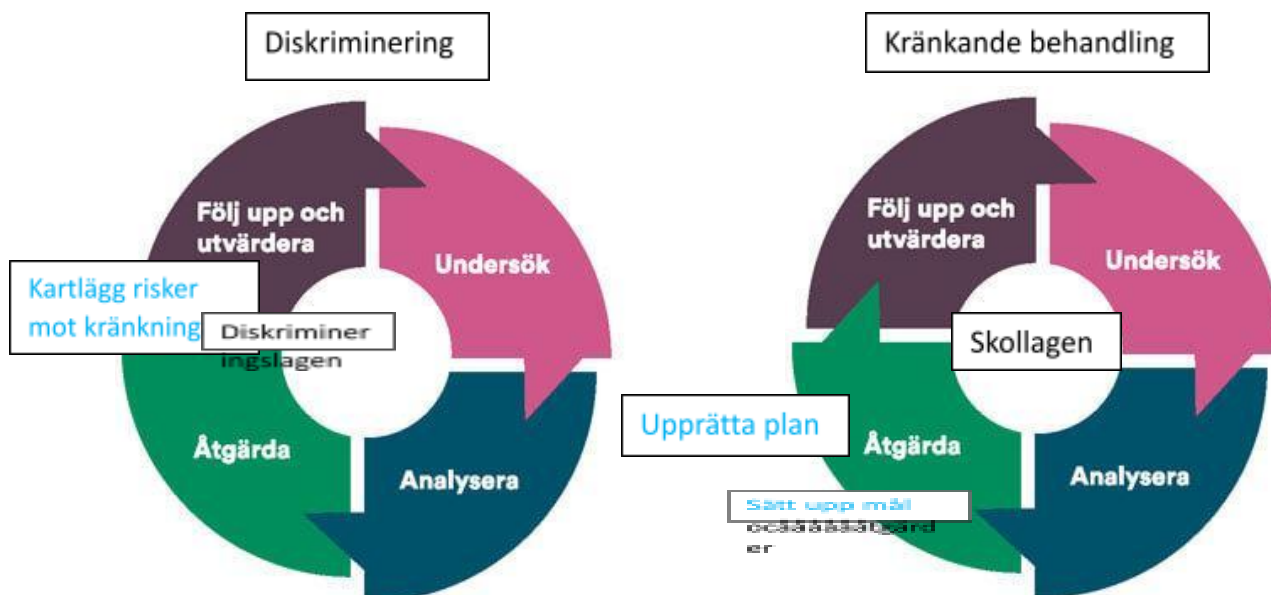 Diskriminering
Följ upp och
utvärdera
Undersök
Kartlägg risker
mot kränkning
Diskriminer
ingslagen
Åtgärda
Analysera
Kränkande behandling
Följ upp och
utvärdera
Undersök
Skollagen
Upprätta plan
Åtgärda
Analysera
Sätt upp mål
er